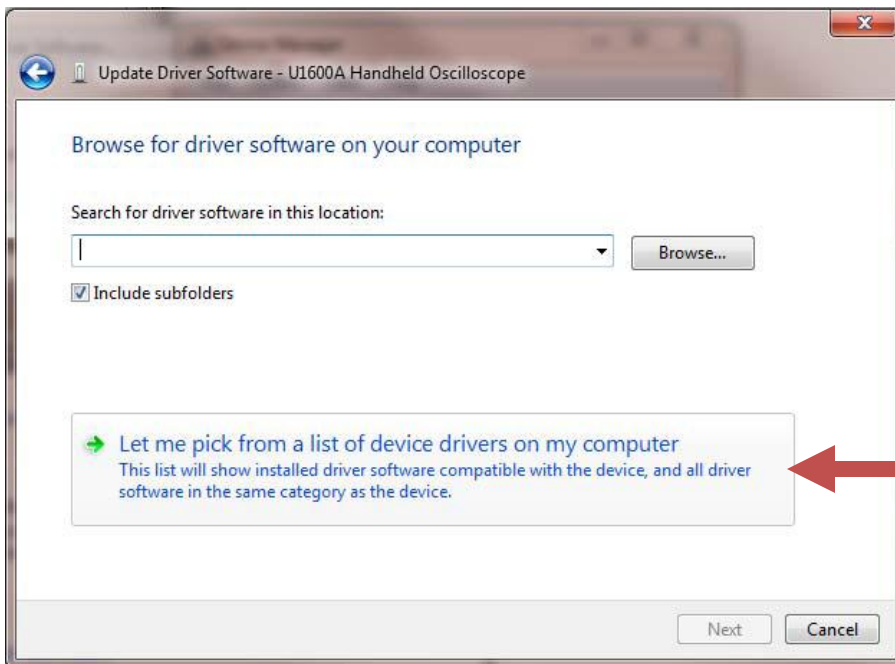 Update Driver Software - U1600A Handheld Oscilloscope
Browse for driver software on your computer
Search for driver software in this location:
Browse...
Include subfolders
Let me pick from a list of device drivers on my computer
This list will show installed driver software compatible with the device, and all driver
software in the same category as the device.
Next
Cancel